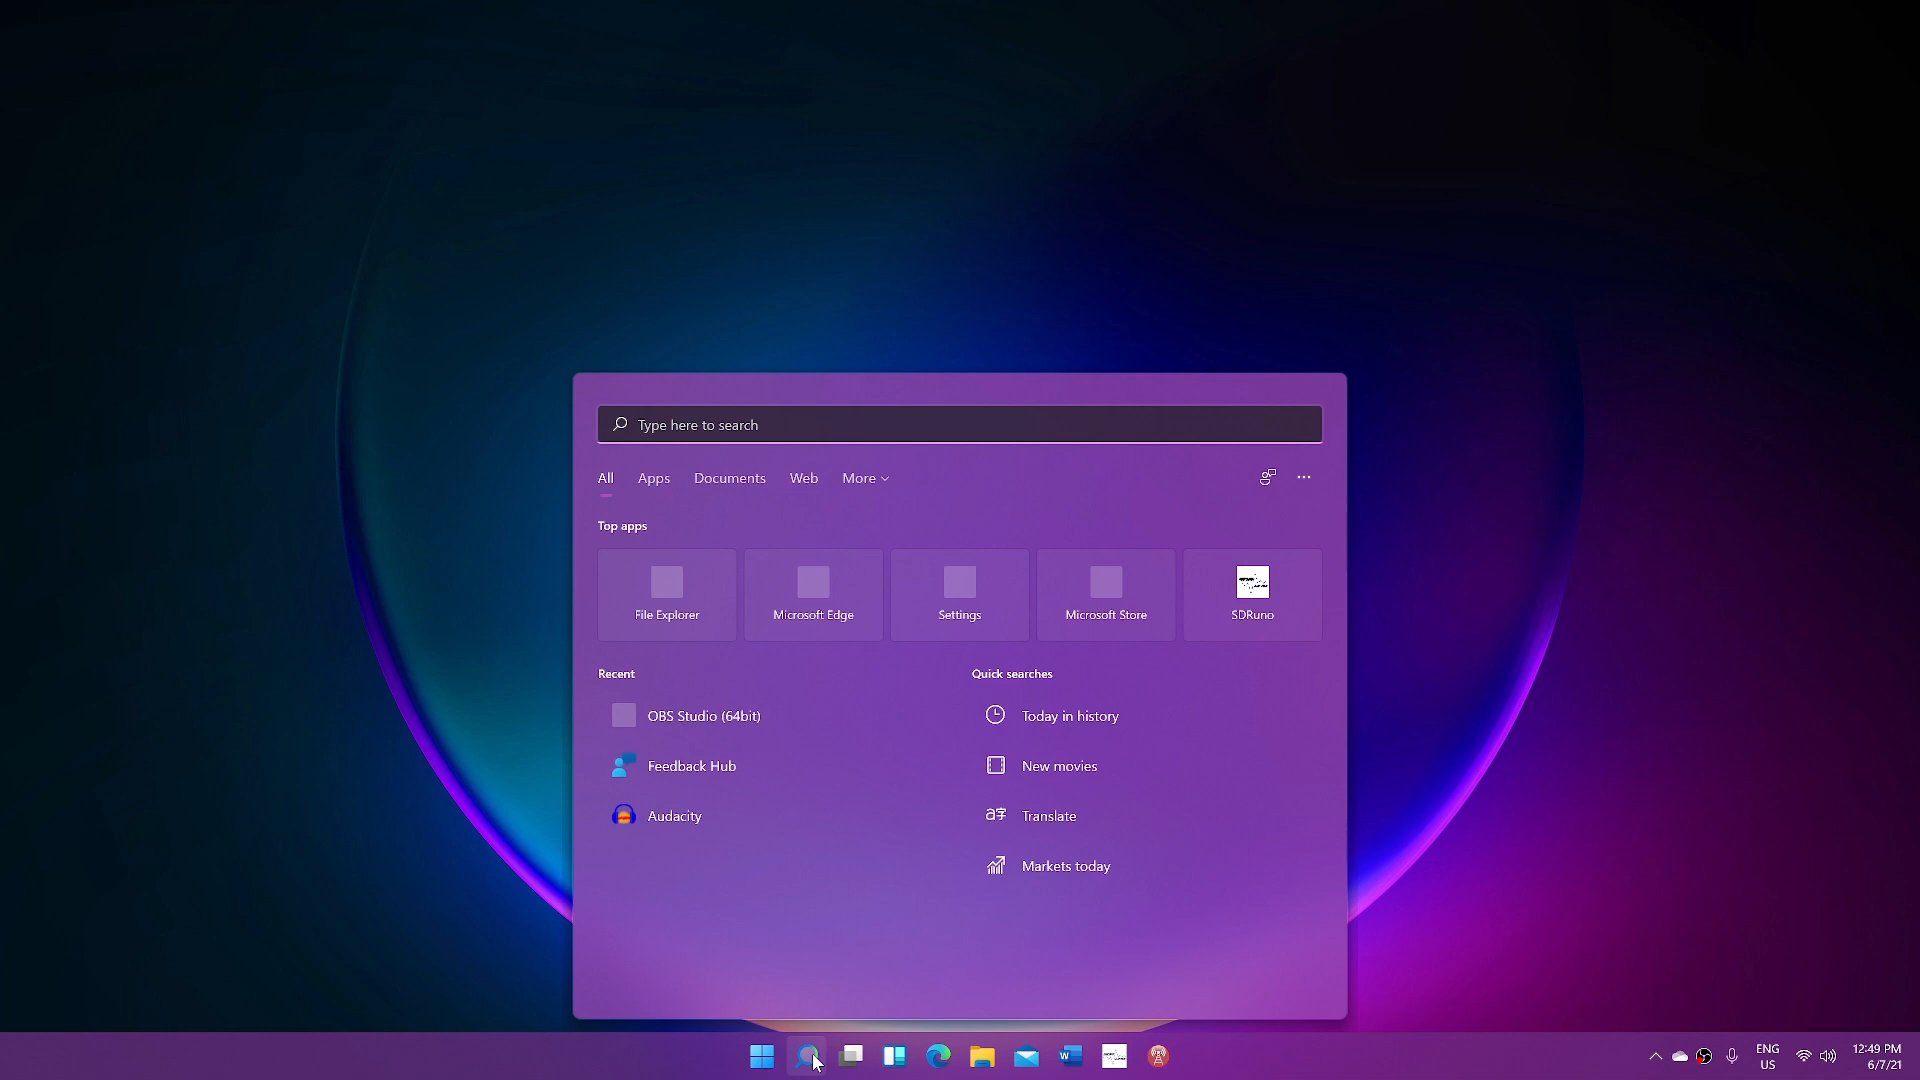 Type here to search
All Apps Documents Web More
Top apps
File Explorer Microsoft Edge Settings Microsoft Store SDRuno
Recent
OBS Studio (64bit)
Feedback Hub
Audacity
Quick searches
Today in history
New movies
Translate
Markets today
ENG
US
12:49 PM
6/7/21